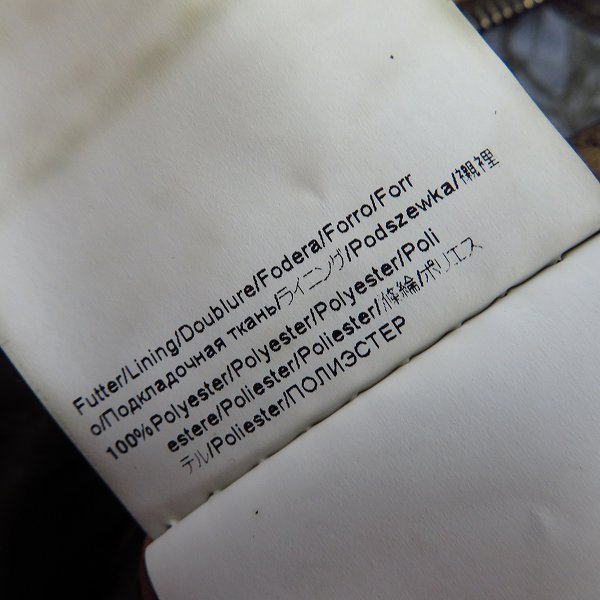 Futter/Lining/Doublure/Fodera/Forro/Forr
o/Подкладочная ткань/ライニング/Podszewka/襯裡
100%Polyester/Polyester/Polyester/Poli
estere/Poliester/Poliester/滌綸/ポリエス
テル/Poliester/ПОЛИЭСТЕР